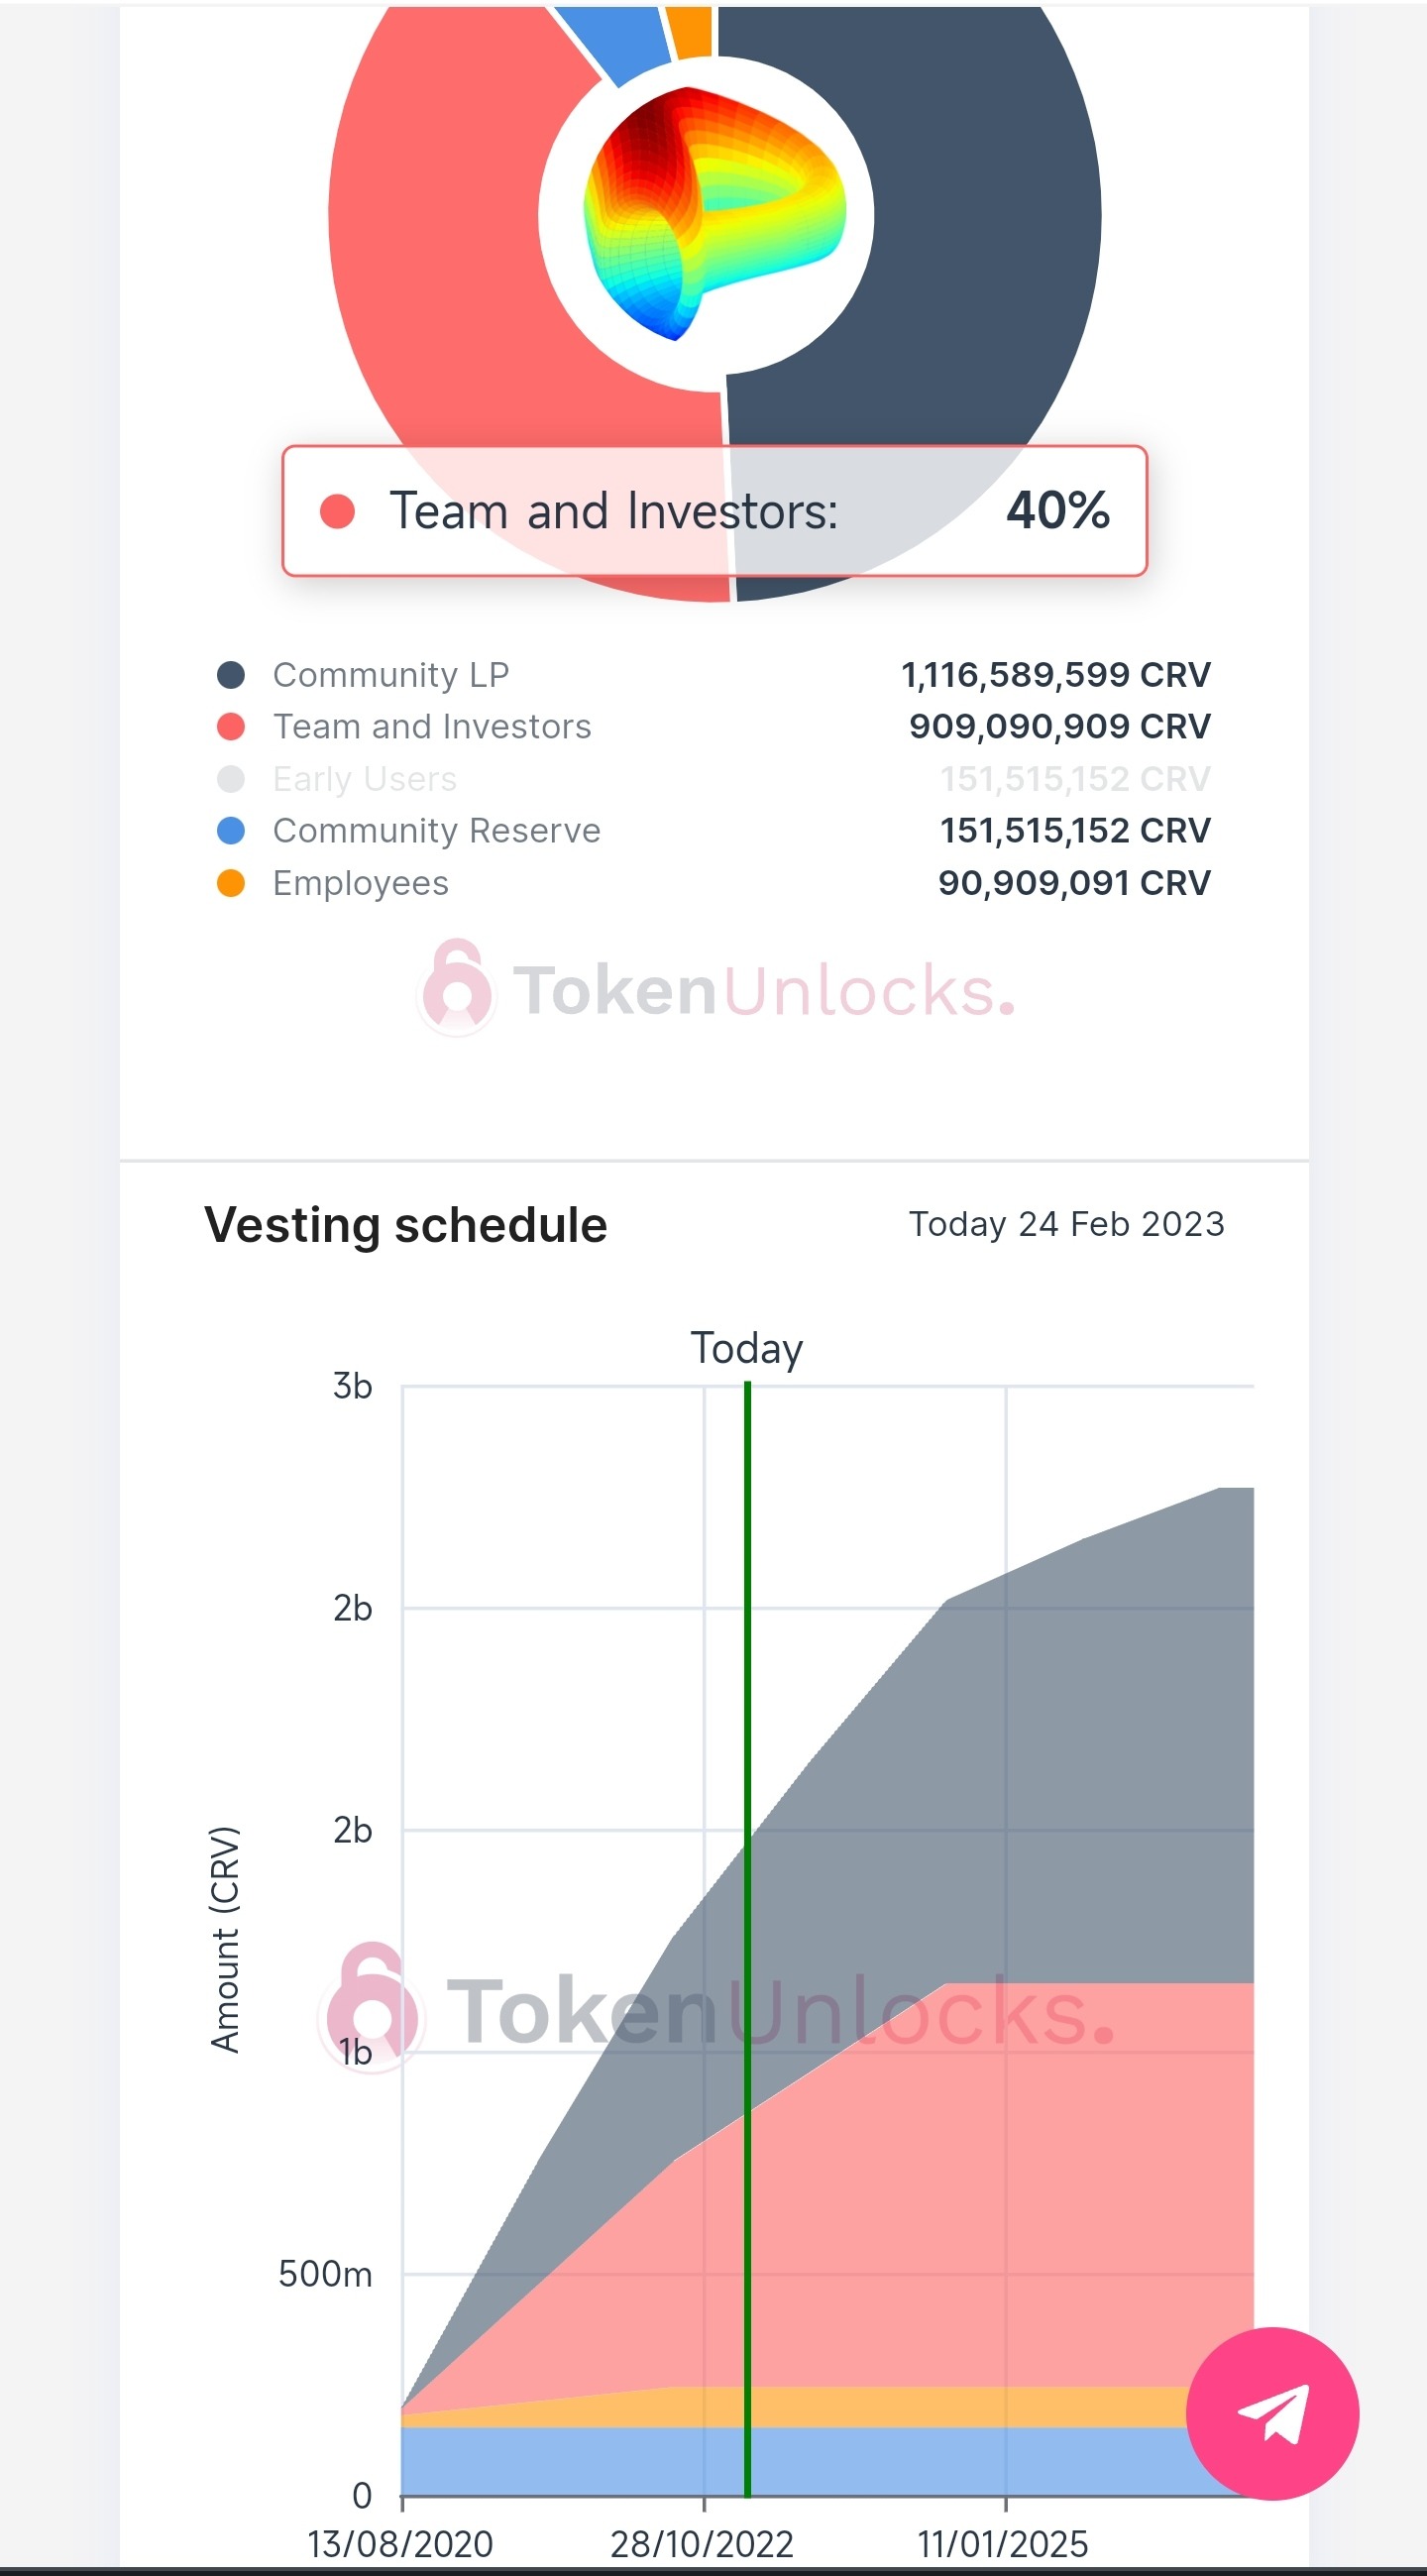 Team and Investors: 40%
Community LP 1,116,589,599 CRV
Team and Investors 909,090,909 CRV
Early Users 151,515,152 CRV
Community Reserve 151,515,152 CRV
Employees 90,909,091 CRV
TokenUnlocks.
Vesting schedule Today 24 Feb 2023
Today
3b
2b
2b
Amount (CRV)
TokenUnlocks.
1b
500m
0
13/08/2020 28/10/2022 11/01/2025